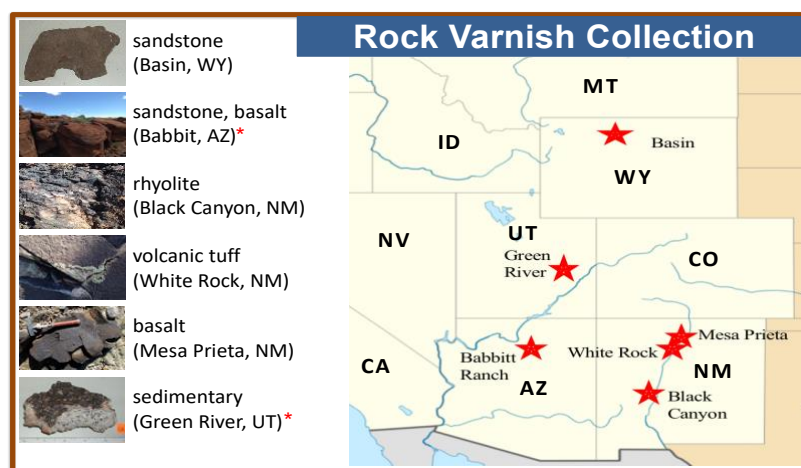 Rock Varnish Collection
sandstone
(Basin, WY)
sandstone, basalt
(Babbit, AZ)*
rhyolite
(Black Canyon, NM)
volcanic tuff
(White Rock, NM)
basalt
(Mesa Prieta, NM)
sedimentary
(Green River, UT)*
MT
ID
Basin
WY
NV
UT
Green
River
CO
Mesa Prieta
Babbitt
Ranch
White Rock
CA
AZ
NM
Black
Canyon